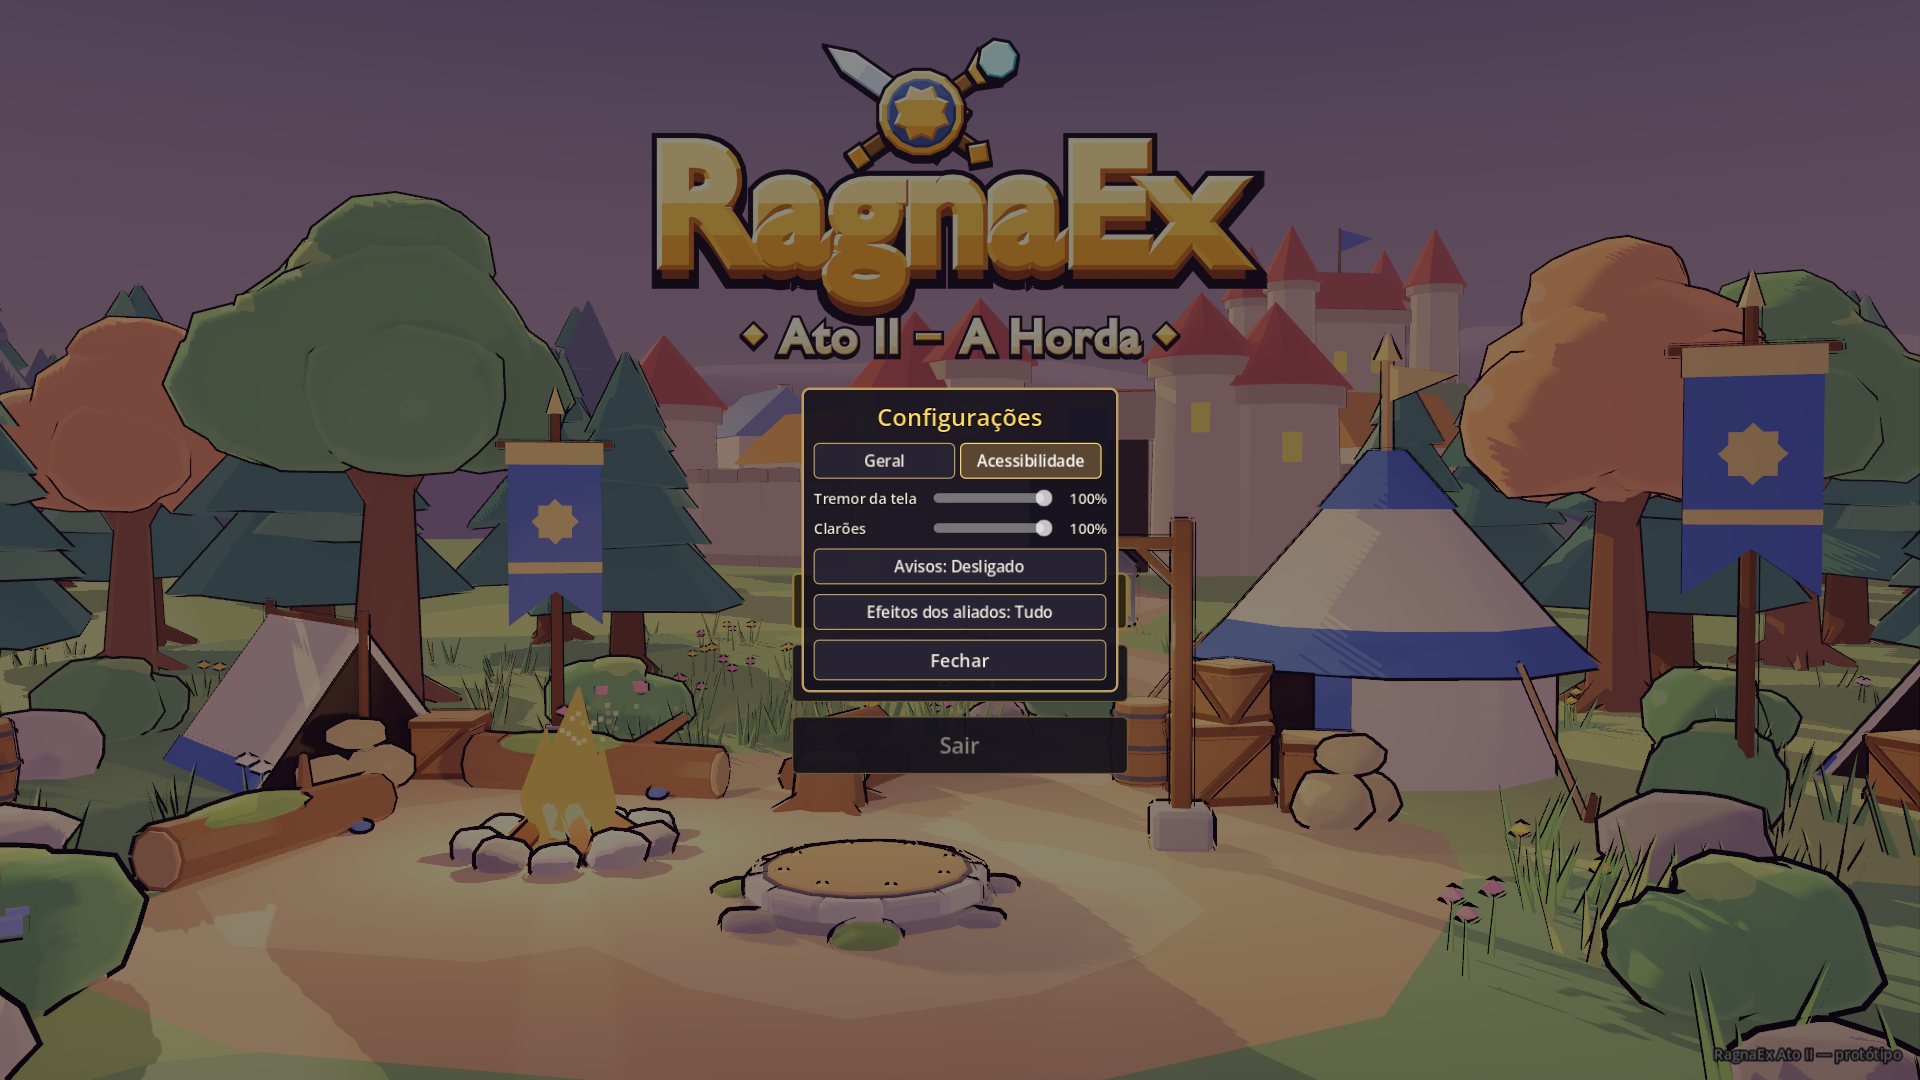 RagnaEx
Ato II – A Horda
Configurações
Geral
Acessibilidade
Tremor da tela 100%
Clarões 100%
Avisos: Desligado
Efeitos dos aliados: Tudo
Fechar
Sair
RagnaEx Ato II — protótipo